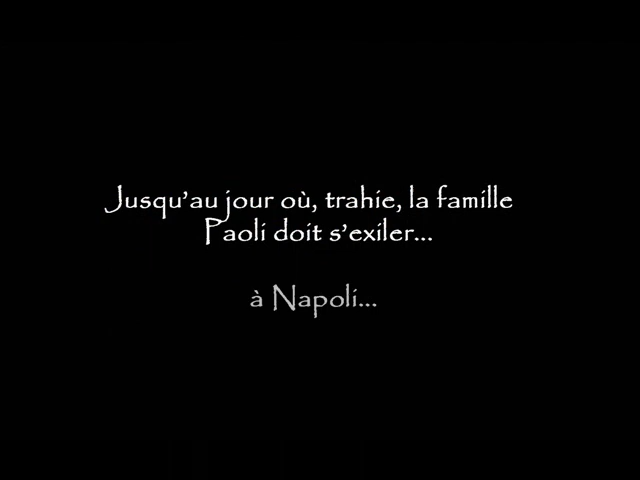 Jusqu'au jour où, trahie, la famille
Paoli doit s'exiler...
à Napoli...